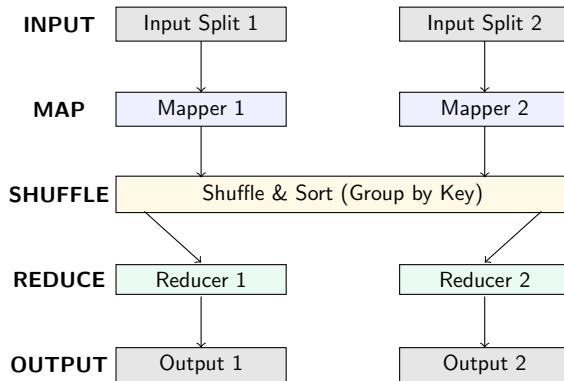 INPUT Input Split 1 Input Split 2
MAP Mapper 1 Mapper 2
SHUFFLE Shuffle & Sort (Group by Key)
REDUCE Reducer 1 Reducer 2
OUTPUT Output 1 Output 2